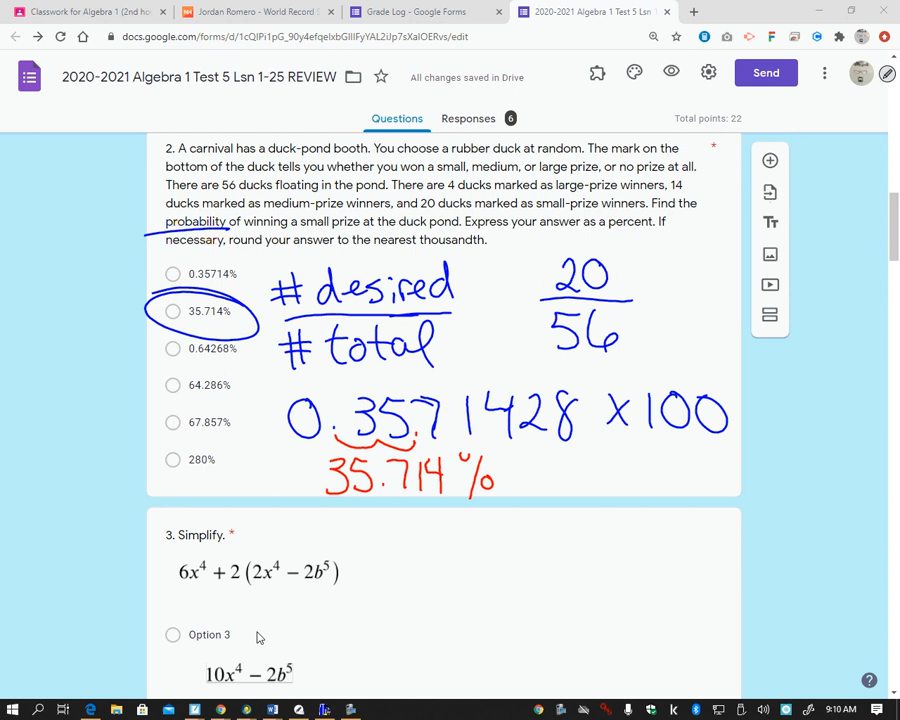 Classwork for Algebra 1 (2nd ho
Jordan Romero - World Record S
Grade Log - Google Forms
2020-2021 Algebra 1 Test 5 Lsn 1
docs.google.com/forms/d/
/edit
2020-2021 Algebra 1 Test 5 Lsn 1-25 REVIEW
All changes saved in Drive
Send
Questions
Responses 6
Total points: 22
2. A carnival has a duck-pond booth. You choose a rubber duck at random. The mark on *
bottom of the duck tells you whether you won a small, medium, or large prize, or no prize at all.
There are 56 ducks floating in the pond. There are 4 ducks marked as large-prize winners, 14
ducks marked as medium-prize winners, and 20 ducks marked as small-prize winners. Find the
probability of winning a small prize at the duck pond. Express your answer as a percent. If
necessary, round your answer to the nearest thousandth.
0.35714%
35.714%
0.64268%
64.286%
67.857%
280%
# desired
# total
20
56
0.3571428 x 100
35.714%
3. Simplify. *
6x⁴ + 2 (2x⁴ − 2b⁵)
Option 3
10x⁴ − 2b⁵
9:10 AM